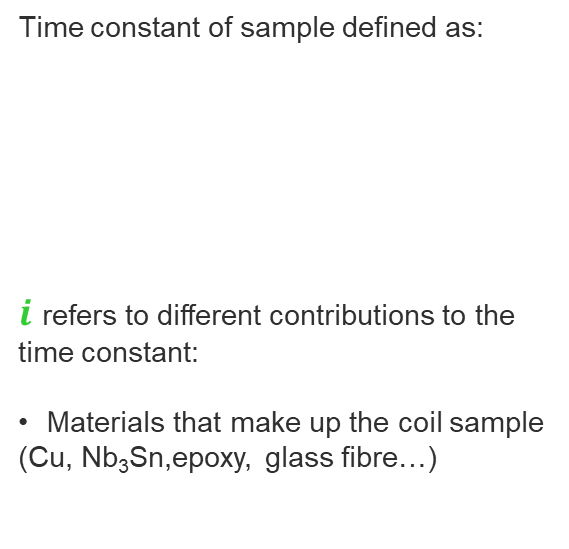 Time constant of sample defined as:
i refers to different contributions to the
time constant:
• Materials that make up the coil sample
(Cu, Nb₃Sn,epoxy, glass fibre…)